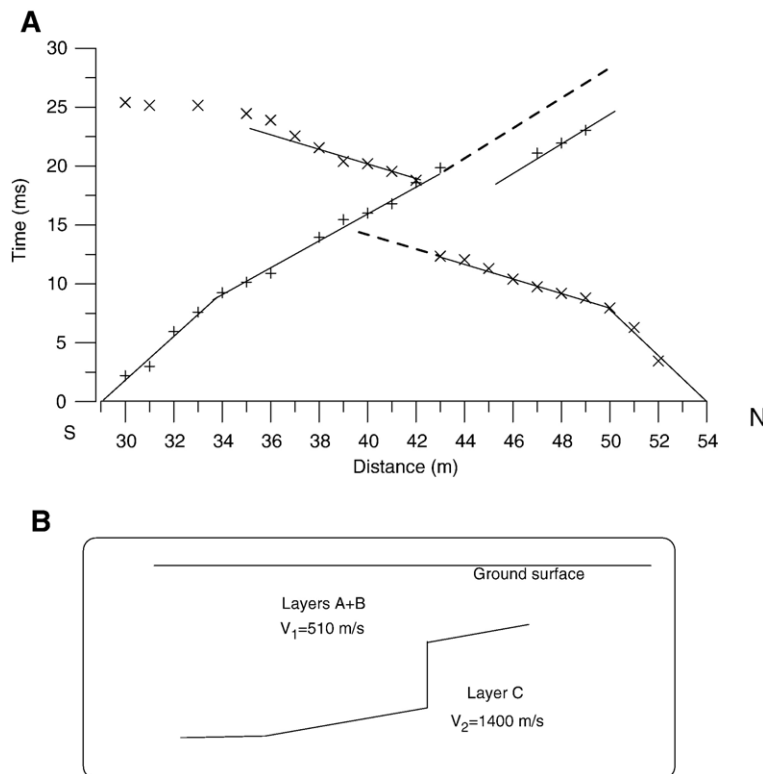 A
30
25
20
15
10
5
0
Time (ms)
30 32 34 36 38 40 42 44 46 48 50 52 54
S
N
Distance (m)
B
Ground surface
Layers A+B
V₁=510 m/s
Layer C
V₂=1400 m/s